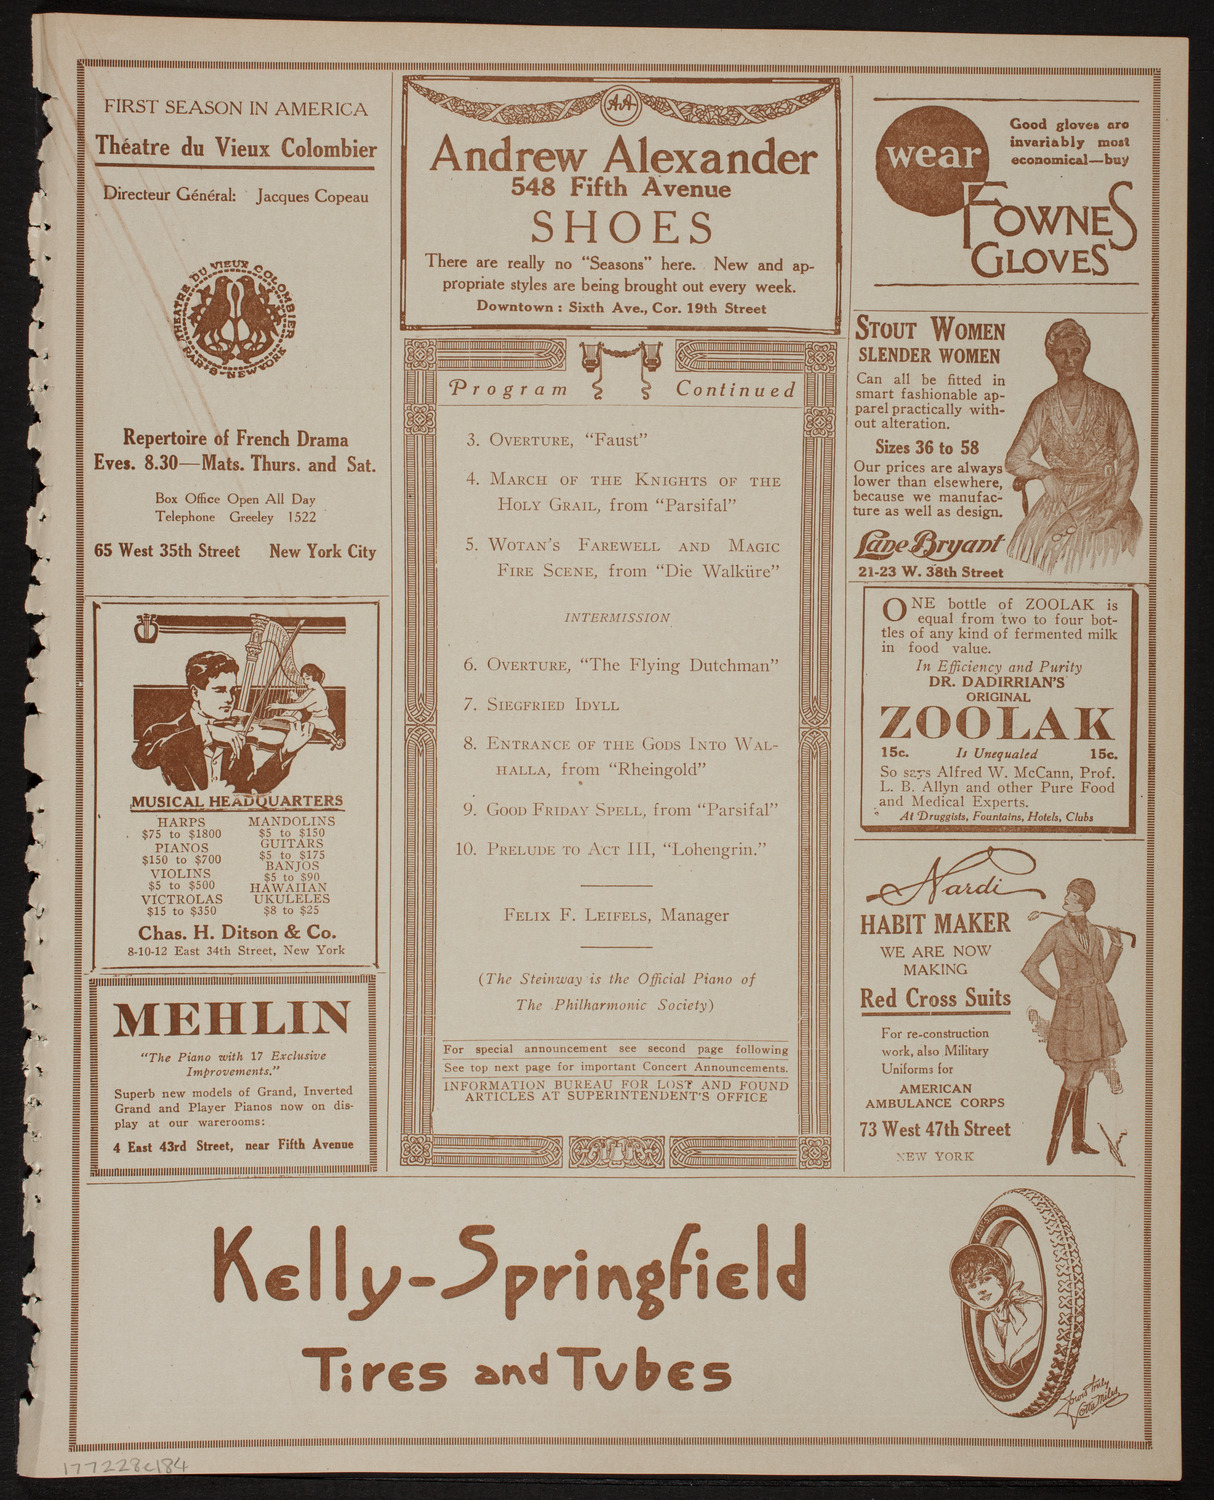 FIRST SEASON IN AMERICA
Théatre du Vieux Colombier
Directeur Général: Jacques Copeau
THEATRE DU VIEUX COLOMBIER
PARIS-NEW YORK
Repertoire of French Drama
Eves. 8.30—Mats. Thurs. and Sat.
Box Office Open All Day
Telephone Greeley 1522
65 West 35th Street New York City
MUSICAL HEADQUARTERS
HARPS
$75 to $1800
PIANOS
$150 to $700
VIOLINS
$5 to $500
VICTROLAS
$15 to $350
MANDOLINS
$5 to $150
GUITARS
$5 to $175
BANJOS
$5 to $90
HAWAIIAN
UKULELES
$8 to $25
Chas. H. Ditson & Co.
8-10-12 East 34th Street, New York
MEHLIN
"The Piano with 17 Exclusive
Improvements."
Superb new models of Grand, Inverted
Grand and Player Pianos now on dis-
play at our warerooms:
4 East 43rd Street, near Fifth Avenue
AA
Andrew Alexander
548 Fifth Avenue
SHOES
There are really no "Seasons" here. New and ap-
propriate styles are being brought out every week.
Downtown: Sixth Ave., Cor. 19th Street
Program Continued
3. OVERTURE, "Faust"
4. MARCH OF THE KNIGHTS OF THE
HOLY GRAIL, from "Parsifal"
5. WOTAN'S FAREWELL AND MAGIC
FIRE SCENE, from "Die Walküre"
INTERMISSION
6. OVERTURE, "The Flying Dutchman"
7. SIEGFRIED IDYLL
8. ENTRANCE OF THE GODS INTO WAL-
HALLA, from "Rheingold"
9. GOOD FRIDAY SPELL, from "Parsifal"
10. PRELUDE TO ACT III, "Lohengrin."
FELIX F. LEIFELS, Manager
(The Steinway is the Official Piano of
The Philharmonic Society)
For special announcement see second page following
See top next page for important Concert Announcements.
INFORMATION BUREAU FOR LOST AND FOUND
ARTICLES AT SUPERINTENDENT'S OFFICE
wear
Good gloves are
invariably most
economical—buy
FOWNES
GLOVES
STOUT WOMEN
SLENDER WOMEN
Can all be fitted in
smart fashionable ap-
parel practically with-
out alteration.
Sizes 36 to 58
Our prices are always
lower than elsewhere,
because we manufac-
ture as well as design.
Lane Bryant
21-23 W. 38th Street
ONE bottle of ZOOLAK is
equal from two to four bot-
tles of any kind of fermented milk
in food value.
In Efficiency and Purity
DR. DADIRRIAN'S
ORIGINAL
ZOOLAK
15c. Is Unequaled 15c.
So says Alfred W. McCann, Prof.
L. B. Allyn and other Pure Food
and Medical Experts.
At Druggists, Fountains, Hotels, Clubs
Nardi
HABIT MAKER
WE ARE NOW
MAKING
Red Cross Suits
For re-construction
work, also Military
Uniforms for
AMERICAN
AMBULANCE CORPS
73 West 47th Street
NEW YORK
Kelly-Springfield
Tires and Tubes
Yours truly
Lotta Miles
177228c184